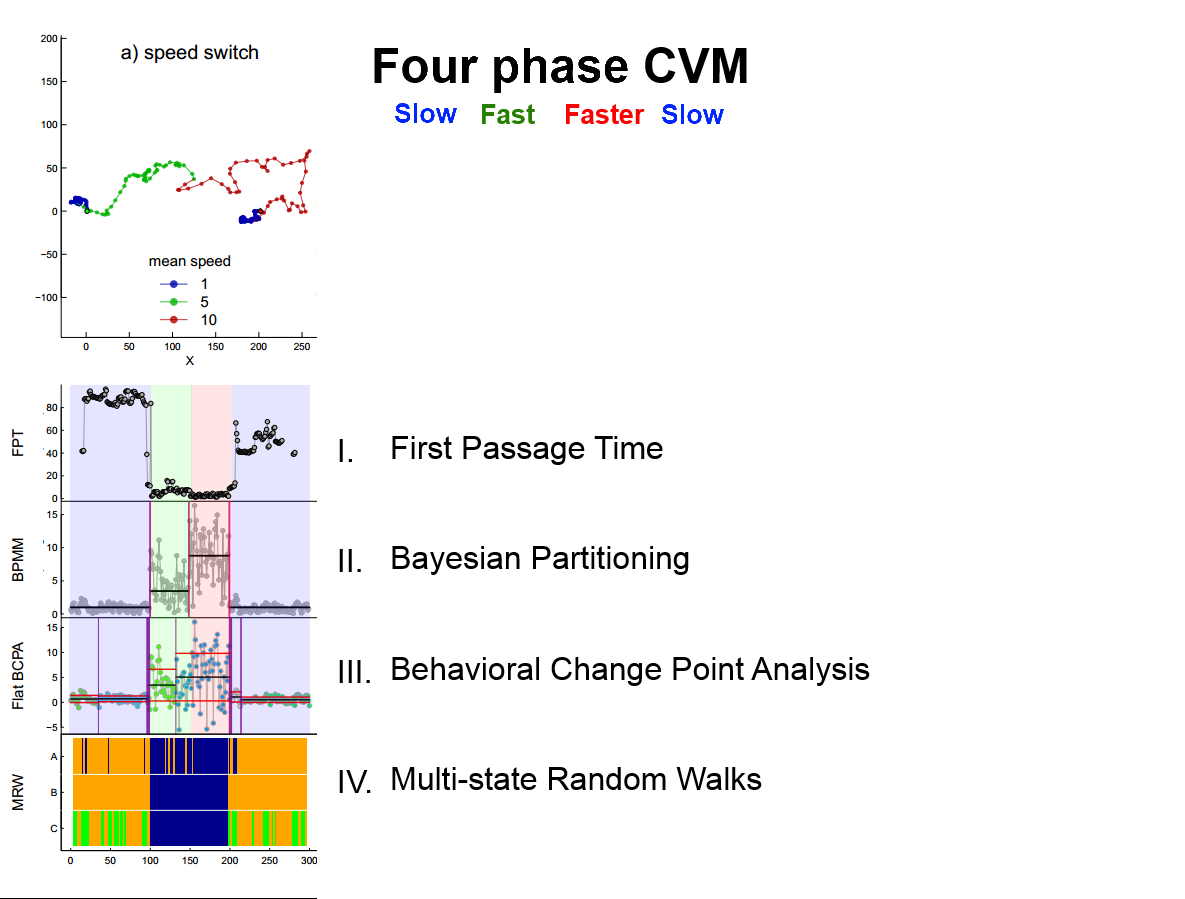 Four phase CVM
Slow Fast Faster Slow
a) speed switch
200
150
100
50
0
−50
−100
mean speed
1
5
10
0 50 100 150 200 250
X
FPT
80
60
40
20
0
I. First Passage Time
BPMM
15
10
5
0
II. Bayesian Partitioning
Flat BCPA
15
10
5
0
−5
III. Behavioral Change Point Analysis
MRW
A
B
C
IV. Multi-state Random Walks
0 50 100 150 200 250 300